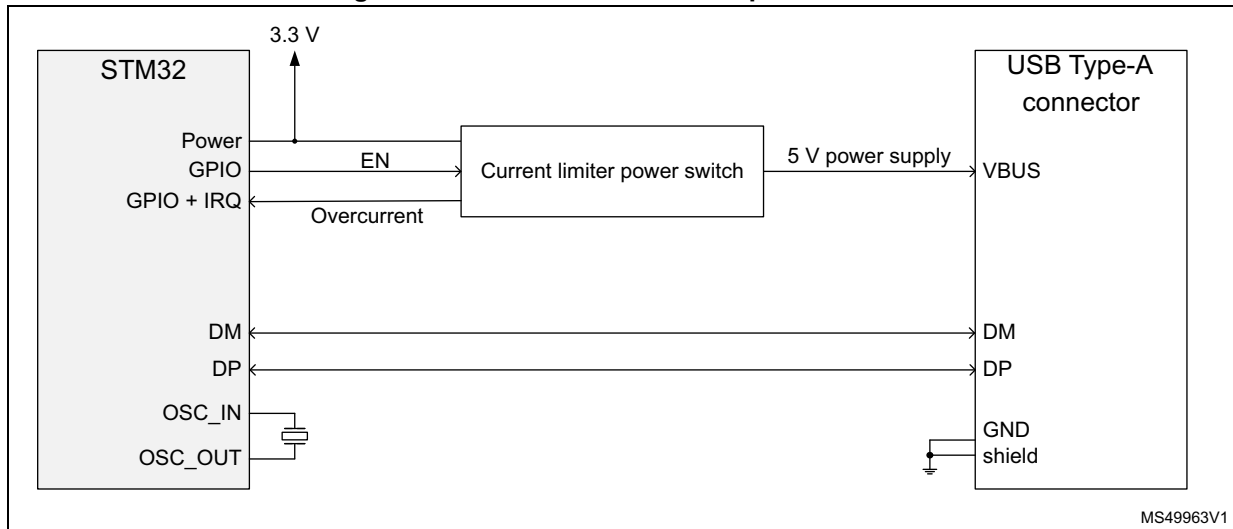 3.3 V
STM32
USB Type-A
connector
Power
GPIO
EN
Current limiter power switch
5 V power supply
VBUS
GPIO + IRQ
Overcurrent
DM
DM
DP
DP
OSC_IN
OSC_OUT
GND
shield
MS49963V1